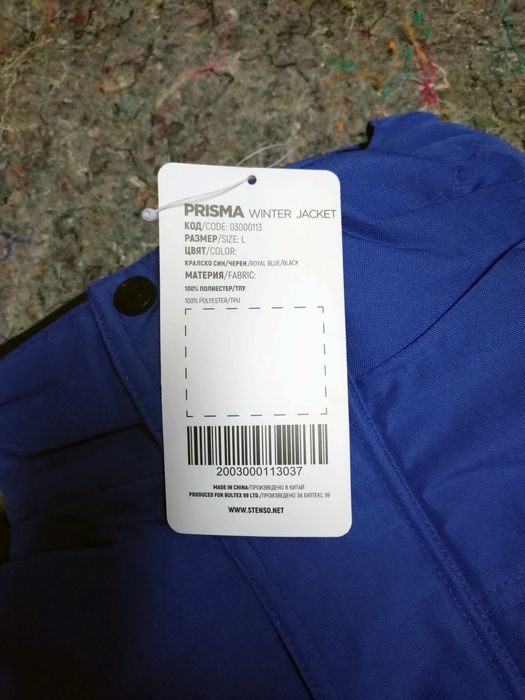 PRISMA WINTER JACKET
КОД/CODE: 03000113
РАЗМЕР/SIZE: L
ЦВЯТ/COLOR:
КРАЛСКО СИН/ЧЕРЕН/ROYAL BLUE/BLACK
МАТЕРИЯ/FABRIC:
100% ПОЛИЕСТЕР/ТПУ
100% POLYESTER/TPU
2003000113037
MADE IN CHINA/ПРОИЗВЕДЕНО В КИТАЙ
PRODUCED FOR BULTEX 99 LTD./ПРОИЗВЕДЕНО ЗА БУЛТЕКС 99
WWW.STENSO.NET